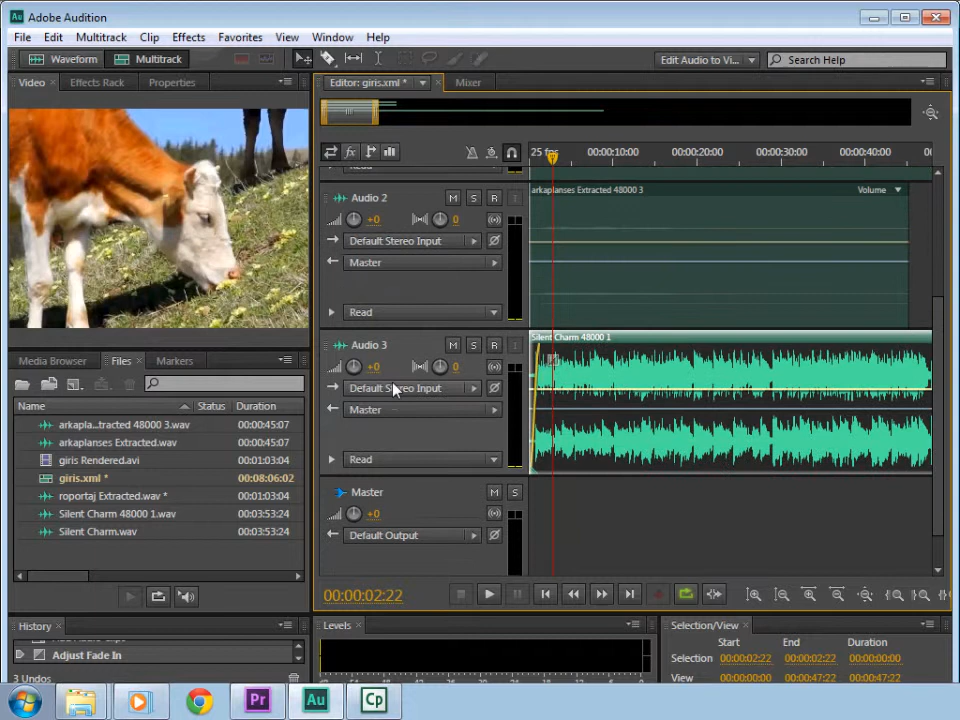 Au Adobe Audition
File Edit Multitrack Clip Effects Favorites View Window Help
Waveform Multitrack Edit Audio to Vi... Search Help
Video Effects Rack Properties
Editor: giris.xml * Mixer
25 fps 00:00:10:00 00:00:20:00 00:00:30:00 00:00:40:00
fx
Audio 2 M S R I
+0 0
Default Stereo Input
Master
Read
arkaplanses Extracted 48000 3 Volume
Audio 3 M S R I
+0 0
Default Stereo Input
Master
Read
Silent Charm 48000 1
Master M S
+0
Default Output
00:00:02:22
Media Browser Files Markers
Name Status Duration
arkapla...tracted 48000 3.wav 00:00:45:07
arkaplanses Extracted.wav 00:00:45:07
giris Rendered.avi 00:01:03:04
giris.xml * 00:08:06:02
roportaj Extracted.wav * 00:01:03:04
Silent Charm 48000 1.wav 00:03:53:24
Silent Charm.wav 00:03:53:24
History
Adjust Fade In
3 Undos
Levels
Selection/View
Start End Duration
Selection 00:00:02:22 00:00:02:22 00:00:00:00
View 00:00:00:00 00:00:47:22 00:00:47:22
Pr Au Cp